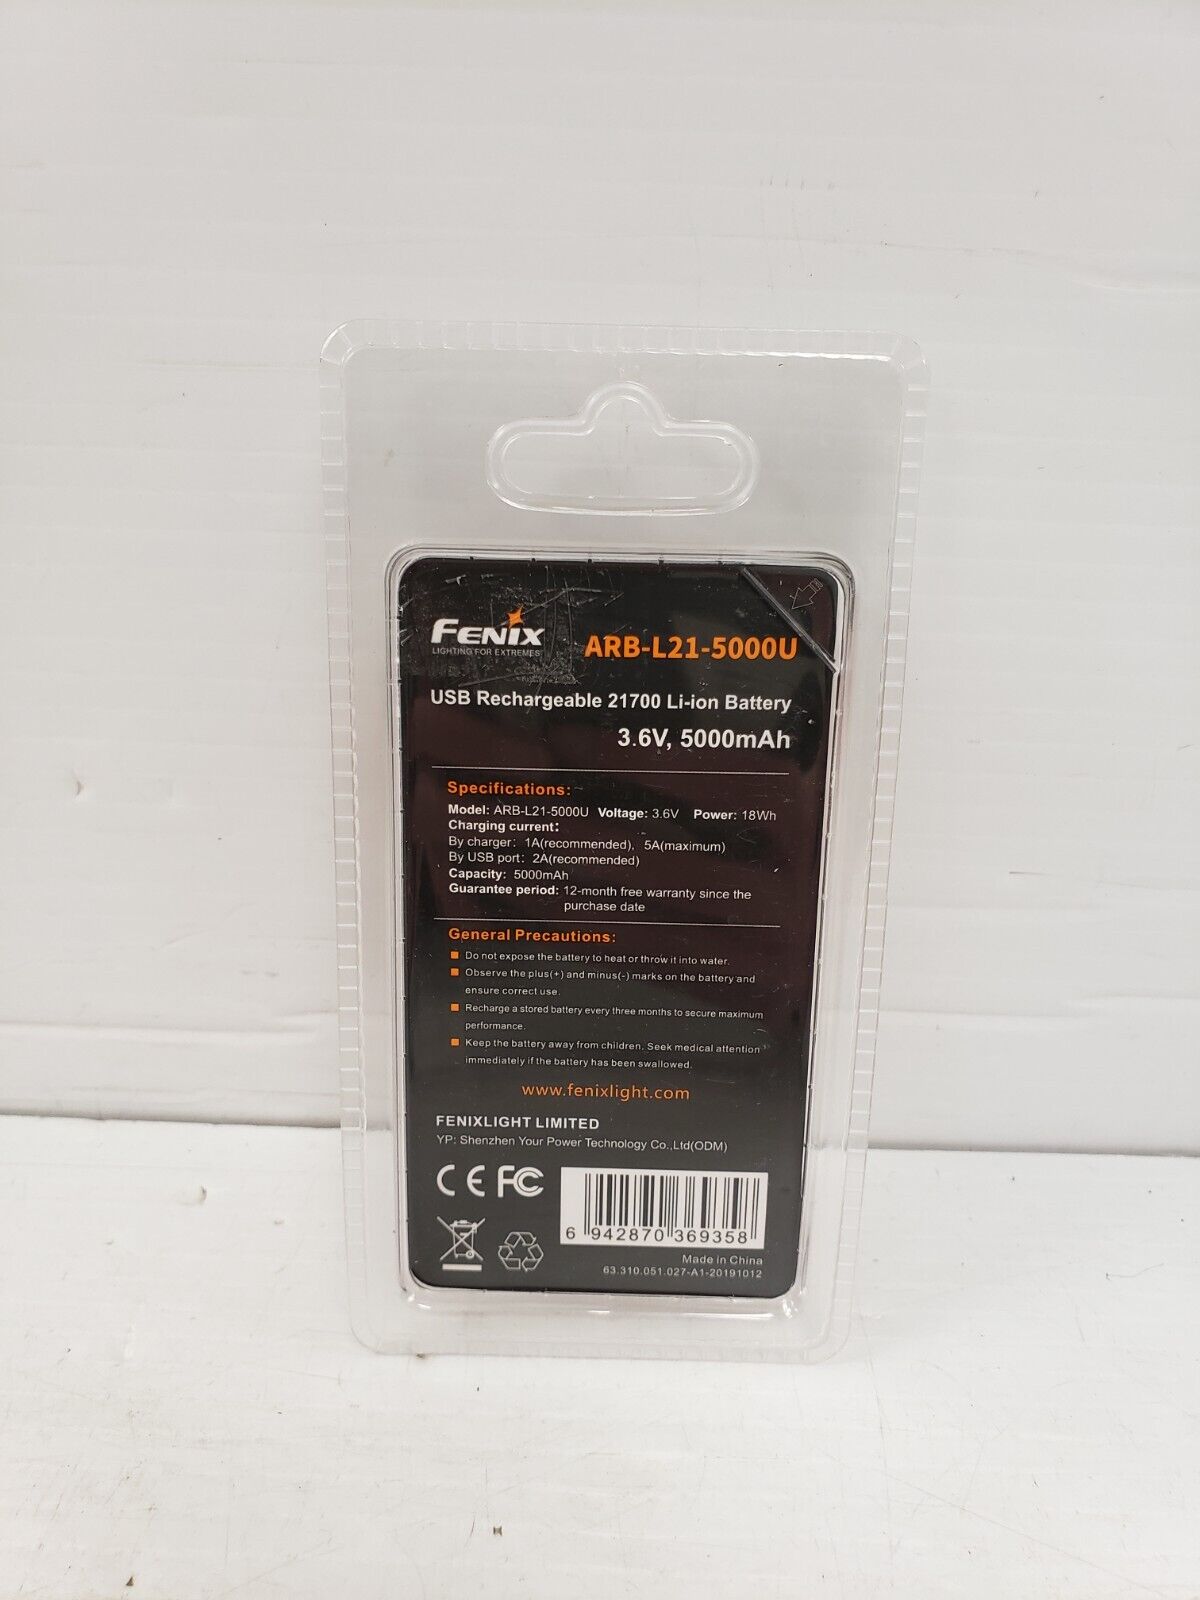 FENIX
LIGHTING FOR EXTREMES
ARB-L21-5000U
USB Rechargeable 21700 Li-ion Battery
3.6V, 5000mAh
Specifications:
Model: ARB-L21-5000U Voltage: 3.6V Power: 18Wh
Charging current:
By charger: 1A(recommended), 5A(maximum)
By USB port: 2A(recommended)
Capacity: 5000mAh
Guarantee period: 12-month free warranty since the
purchase date
General Precautions:
Do not expose the battery to heat or throw it into water.
Observe the plus(+) and minus(-) marks on the battery and
ensure correct use.
Recharge a stored battery every three months to secure maximum
performance.
Keep the battery away from children. Seek medical attention
immediately if the battery has been swallowed.
www.fenixlight.com
FENIXLIGHT LIMITED
YP: Shenzhen Your Power Technology Co.,Ltd(ODM)
CE FC
6 942870 369358
Made in China
63.310.051.027-A1-20191012